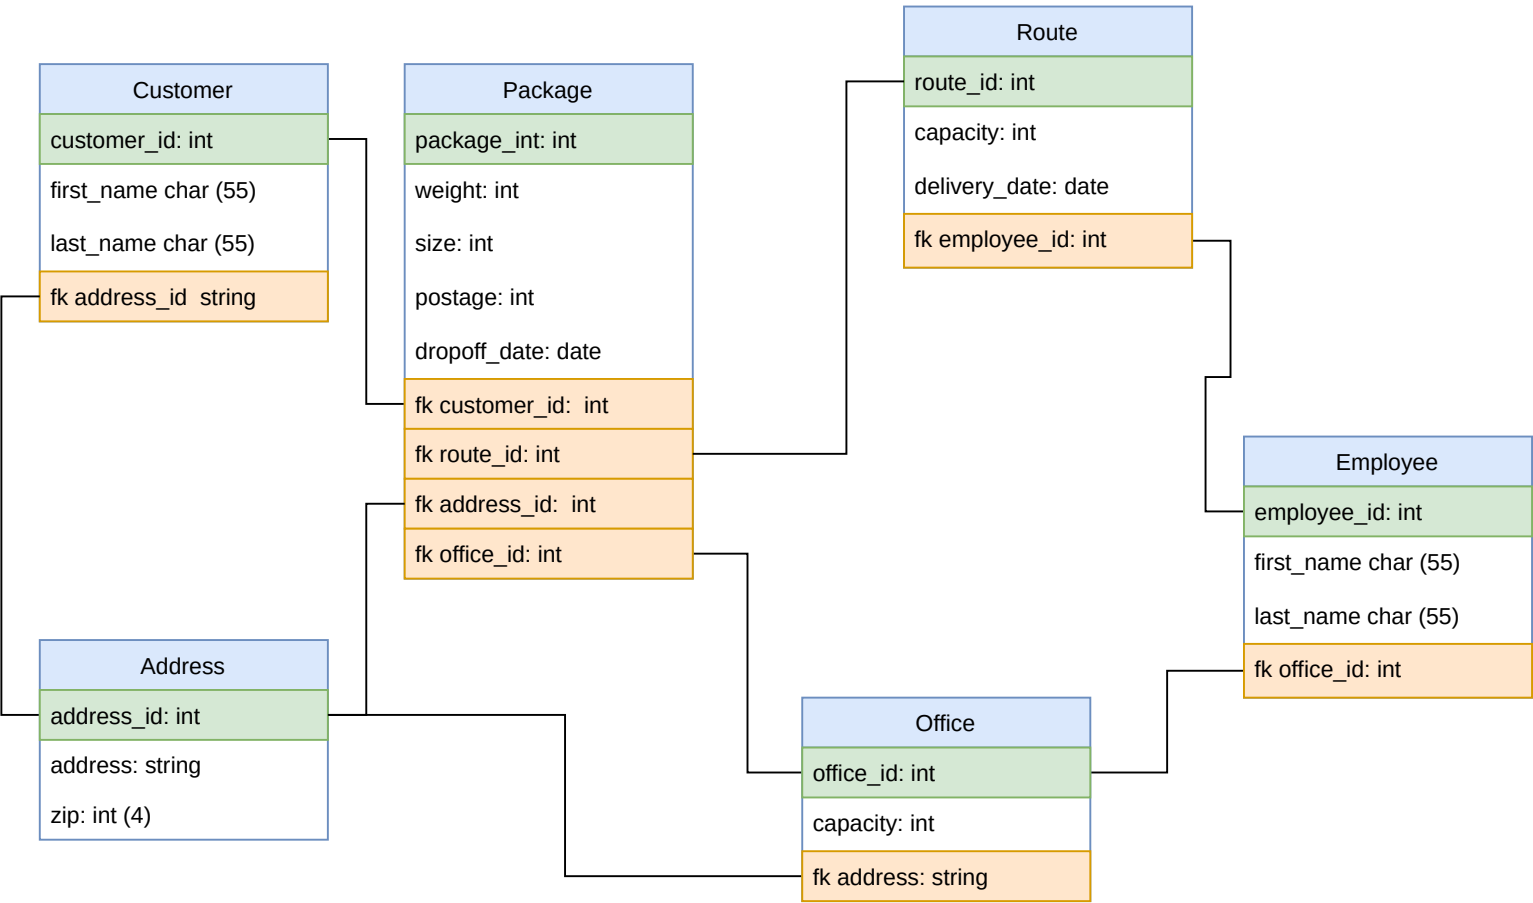 Customer
customer_id: int
first_name char (55)
last_name char (55)
fk address_id  string
Package
package_int: int
weight: int
size: int
postage: int
dropoff_date: date
fk customer_id:  int
fk route_id: int
fk address_id:  int
fk office_id: int
Route
route_id: int
capacity: int
delivery_date: date
fk employee_id: int
Employee
employee_id: int
first_name char (55)
last_name char (55)
fk office_id: int
Address
address_id: int
address: string
zip: int (4)
Office
office_id: int
capacity: int
fk address: string